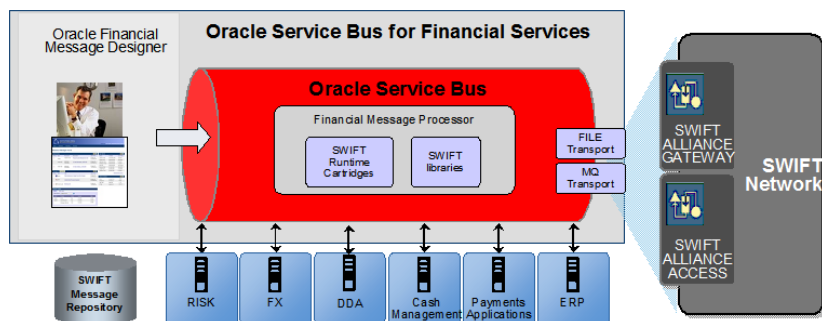 Oracle Financial
Message Designer
Oracle Service Bus for Financial Services
Oracle Service Bus
Financial Message Processor
SWIFT
Runtime
Cartridges
SWIFT
libraries
FILE
Transport
MQ
Transport
SWIFT
ALLIANCE
GATEWAY
SWIFT
ALLIANCE
ACCESS
SWIFT
Network
SWIFT
Message
Repository
RISK
FX
DDA
Cash
Management
Payments
Applications
ERP